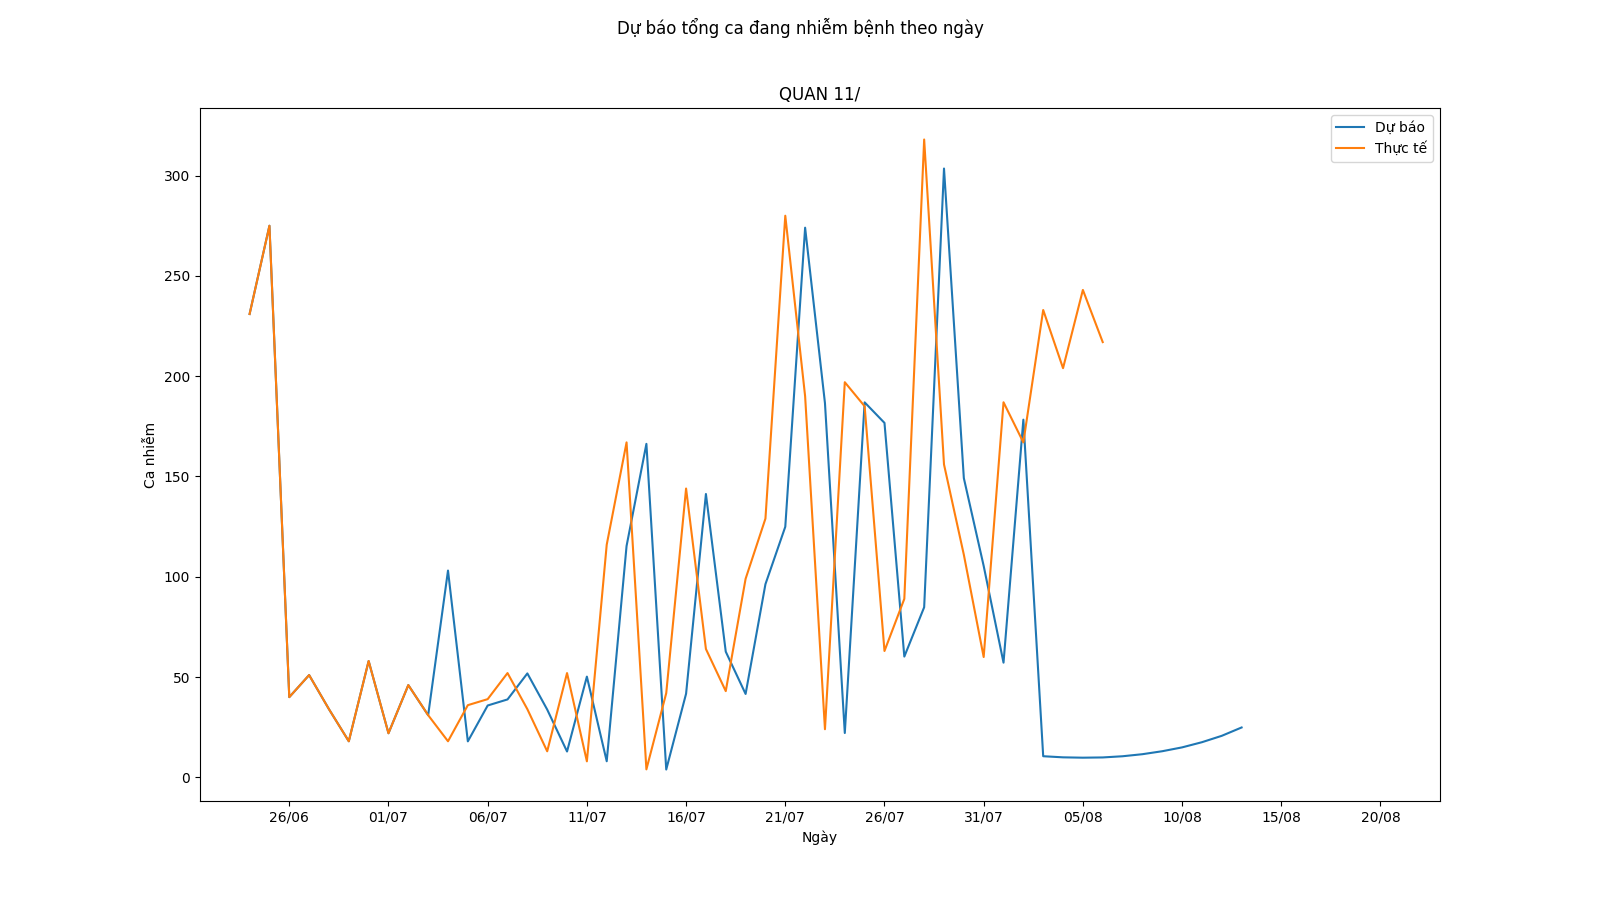 Dự báo tổng ca đang nhiễm bệnh theo ngày
QUAN 11/
Dự báo
Thực tế
300
250
200
150
100
50
0
Ca nhiễm
26/06 01/07 06/07 11/07 16/07 21/07 26/07 31/07 05/08 10/08 15/08 20/08
Ngày